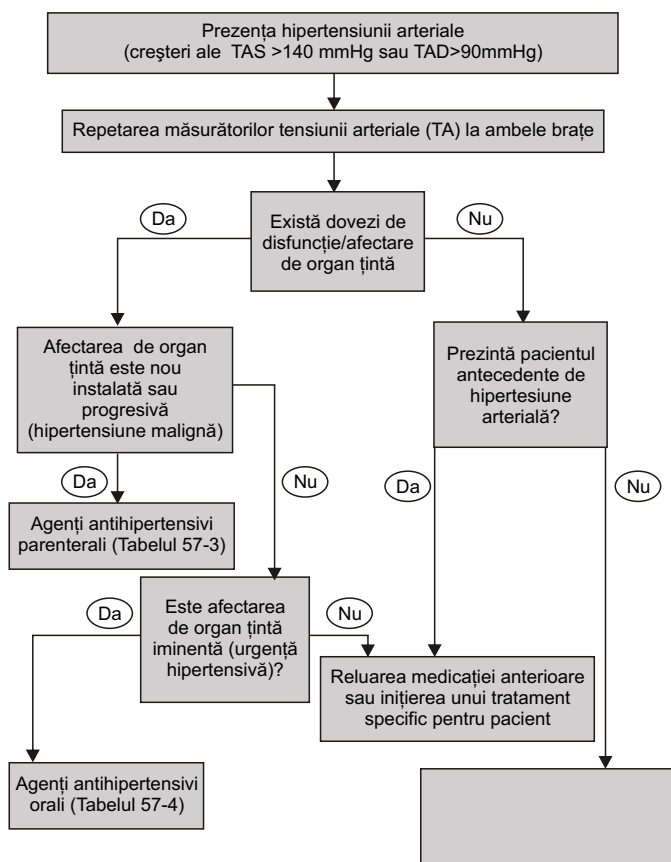 Prezența hipertensiunii arteriale
(creşteri ale TAS >140 mmHg sau TAD>90mmHg)
Repetarea măsurătorilor tensiunii arteriale (TA) la ambele brațe
Da
Există dovezi de
disfuncție/afectare
de organ țintă
Nu
Afectarea de organ
țintă este nou
instalată sau
progresivă
(hipertensiune malignă)
Prezintă pacientul
antecedente de
hipertesiune
arterială?
Da
Nu
Da
Nu
Agenți antihipertensivi
parenterali (Tabelul 57-3)
Da
Este afectarea
de organ țintă
iminentă (urgență
hipertensivă)?
Nu
Reluarea medicației anterioare
sau inițierea unui tratament
specific pentru pacient
Agenți antihipertensivi
orali (Tabelul 57-4)